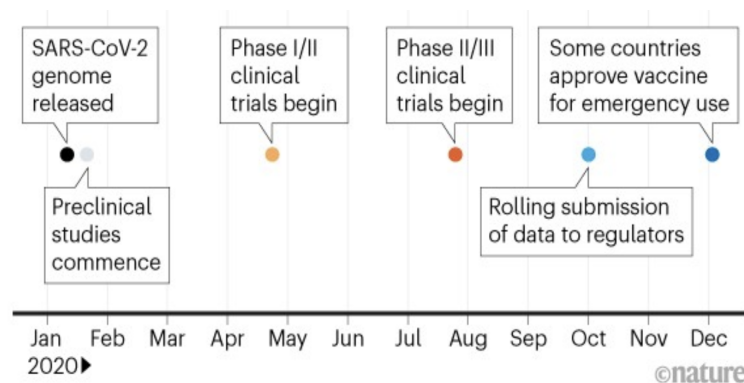 SARS-CoV-2
genome
released
Phase I/II
clinical
trials begin
Phase II/III
clinical
trials begin
Some countries
approve vaccine
for emergency use
Preclinical
studies
commence
Rolling submission
of data to regulators
Jan Feb Mar Apr May Jun Jul Aug Sep Oct Nov Dec
2020
©nature